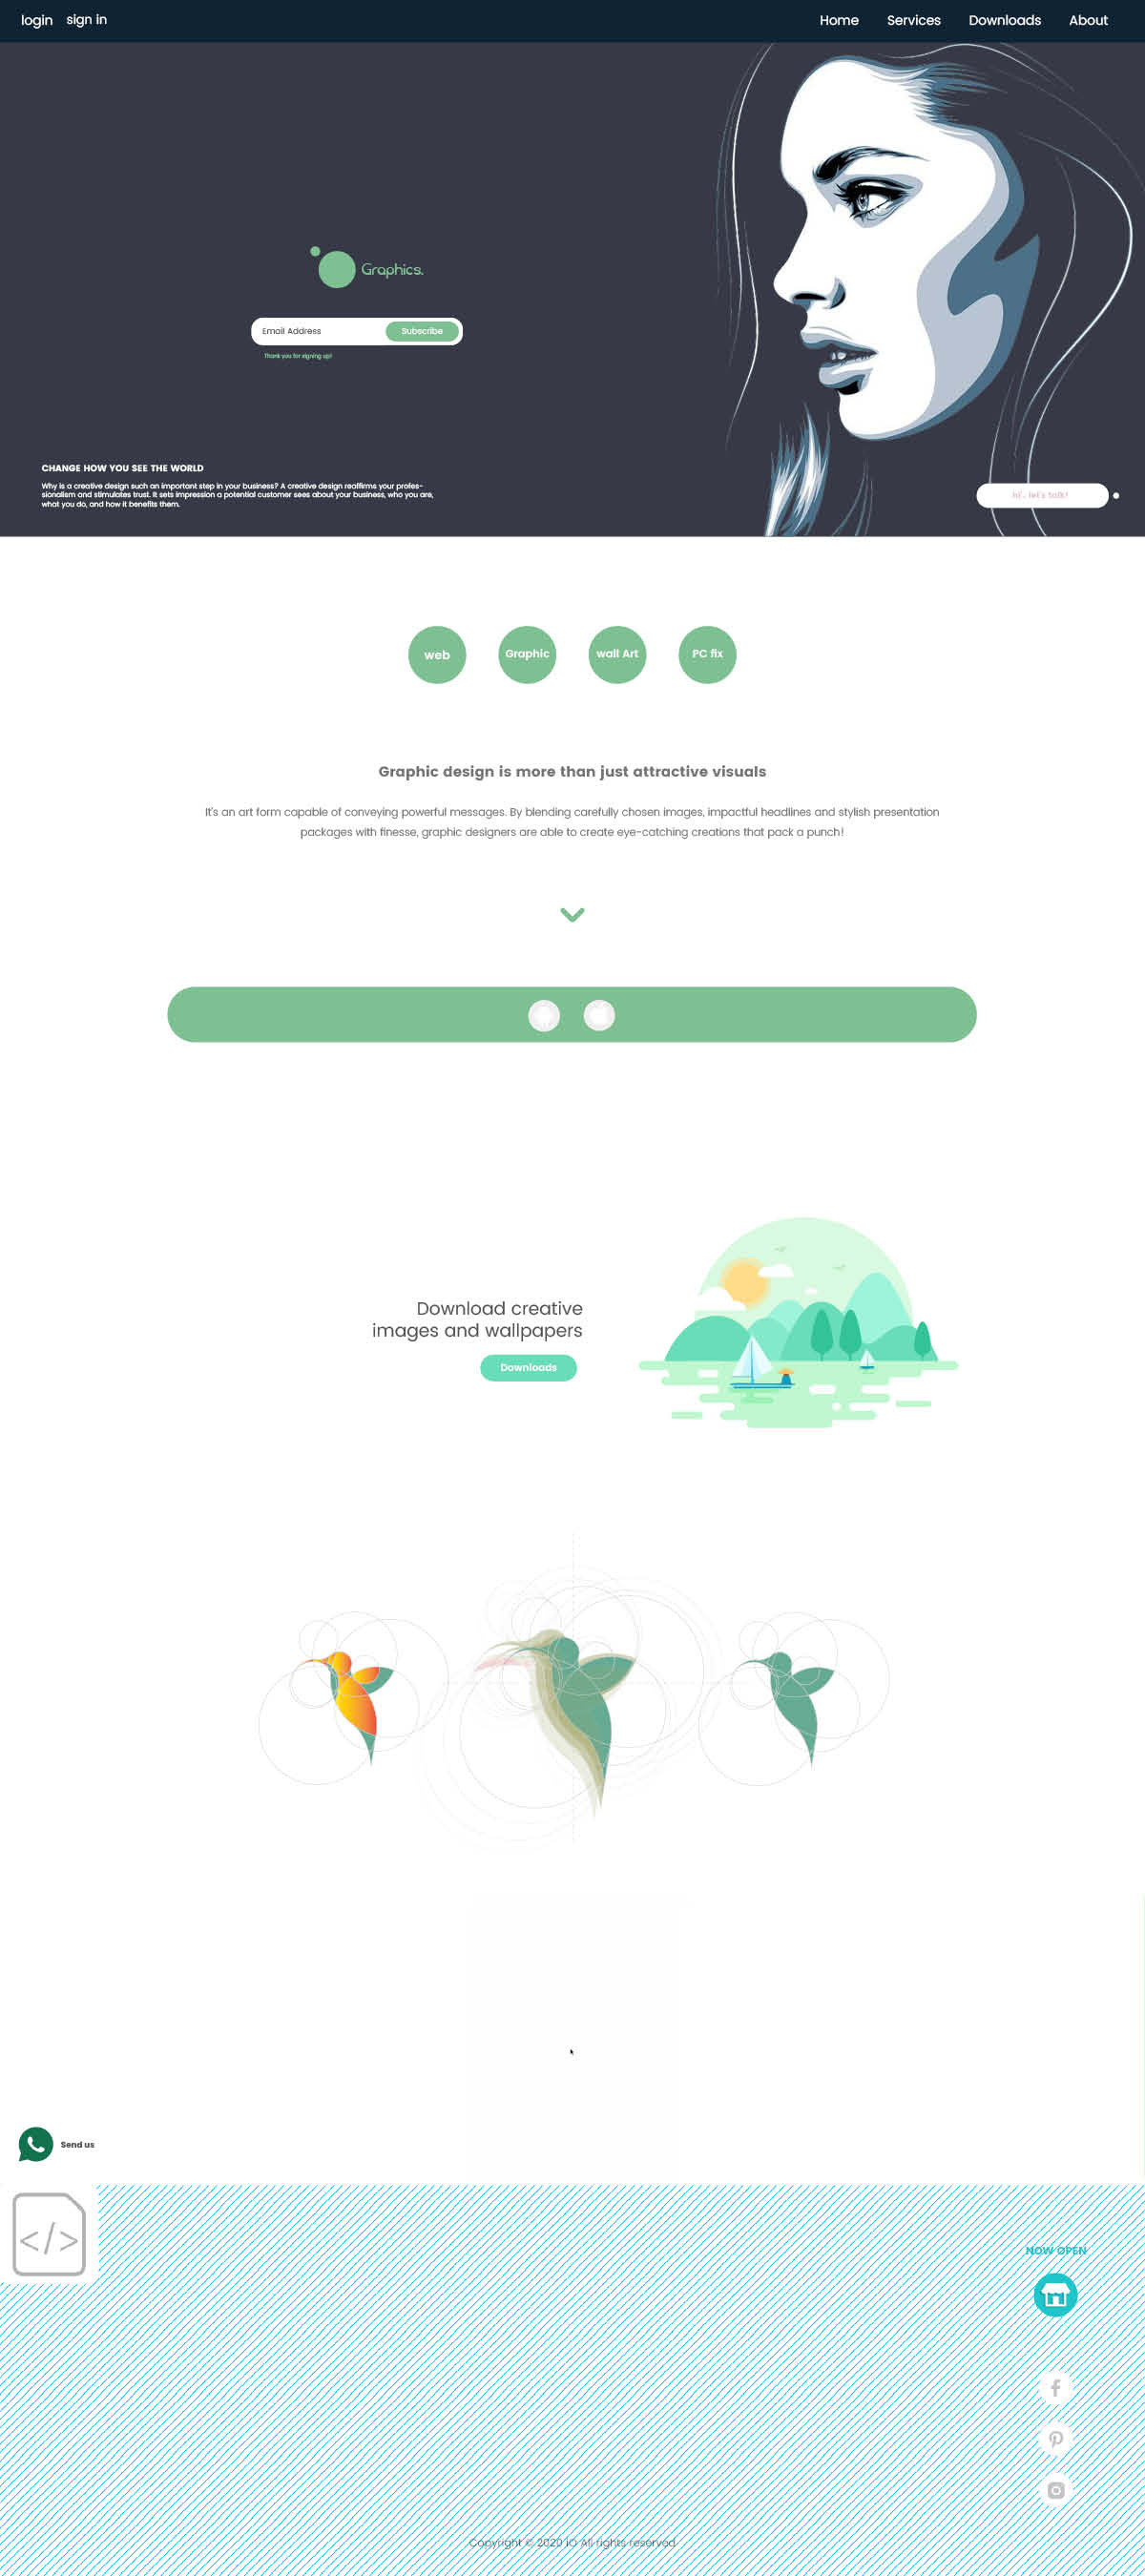 login sign in Home Services Downloads About
Graphics.
Email Address Subscribe
Thank you for signing up!
CHANGE HOW YOU SEE THE WORLD
Why is a creative design such an important step in your business? A creative design reaffirms your profes-
sionalism and stimulates trust. It sets impression a potential customer sees about your business, who you are,
what you do, and how it benefits them.
hi', let's talk!
web Graphic wall Art PC fix
Graphic design is more than just attractive visuals
It's an art form capable of conveying powerful messages. By blending carefully chosen images, impactful headlines and stylish presentation
packages with finesse, graphic designers are able to create eye-catching creations that pack a punch!
Download creative
images and wallpapers
Downloads
Send us
</>
NOW OPEN
Copyright © 2020 iO All rights reserved